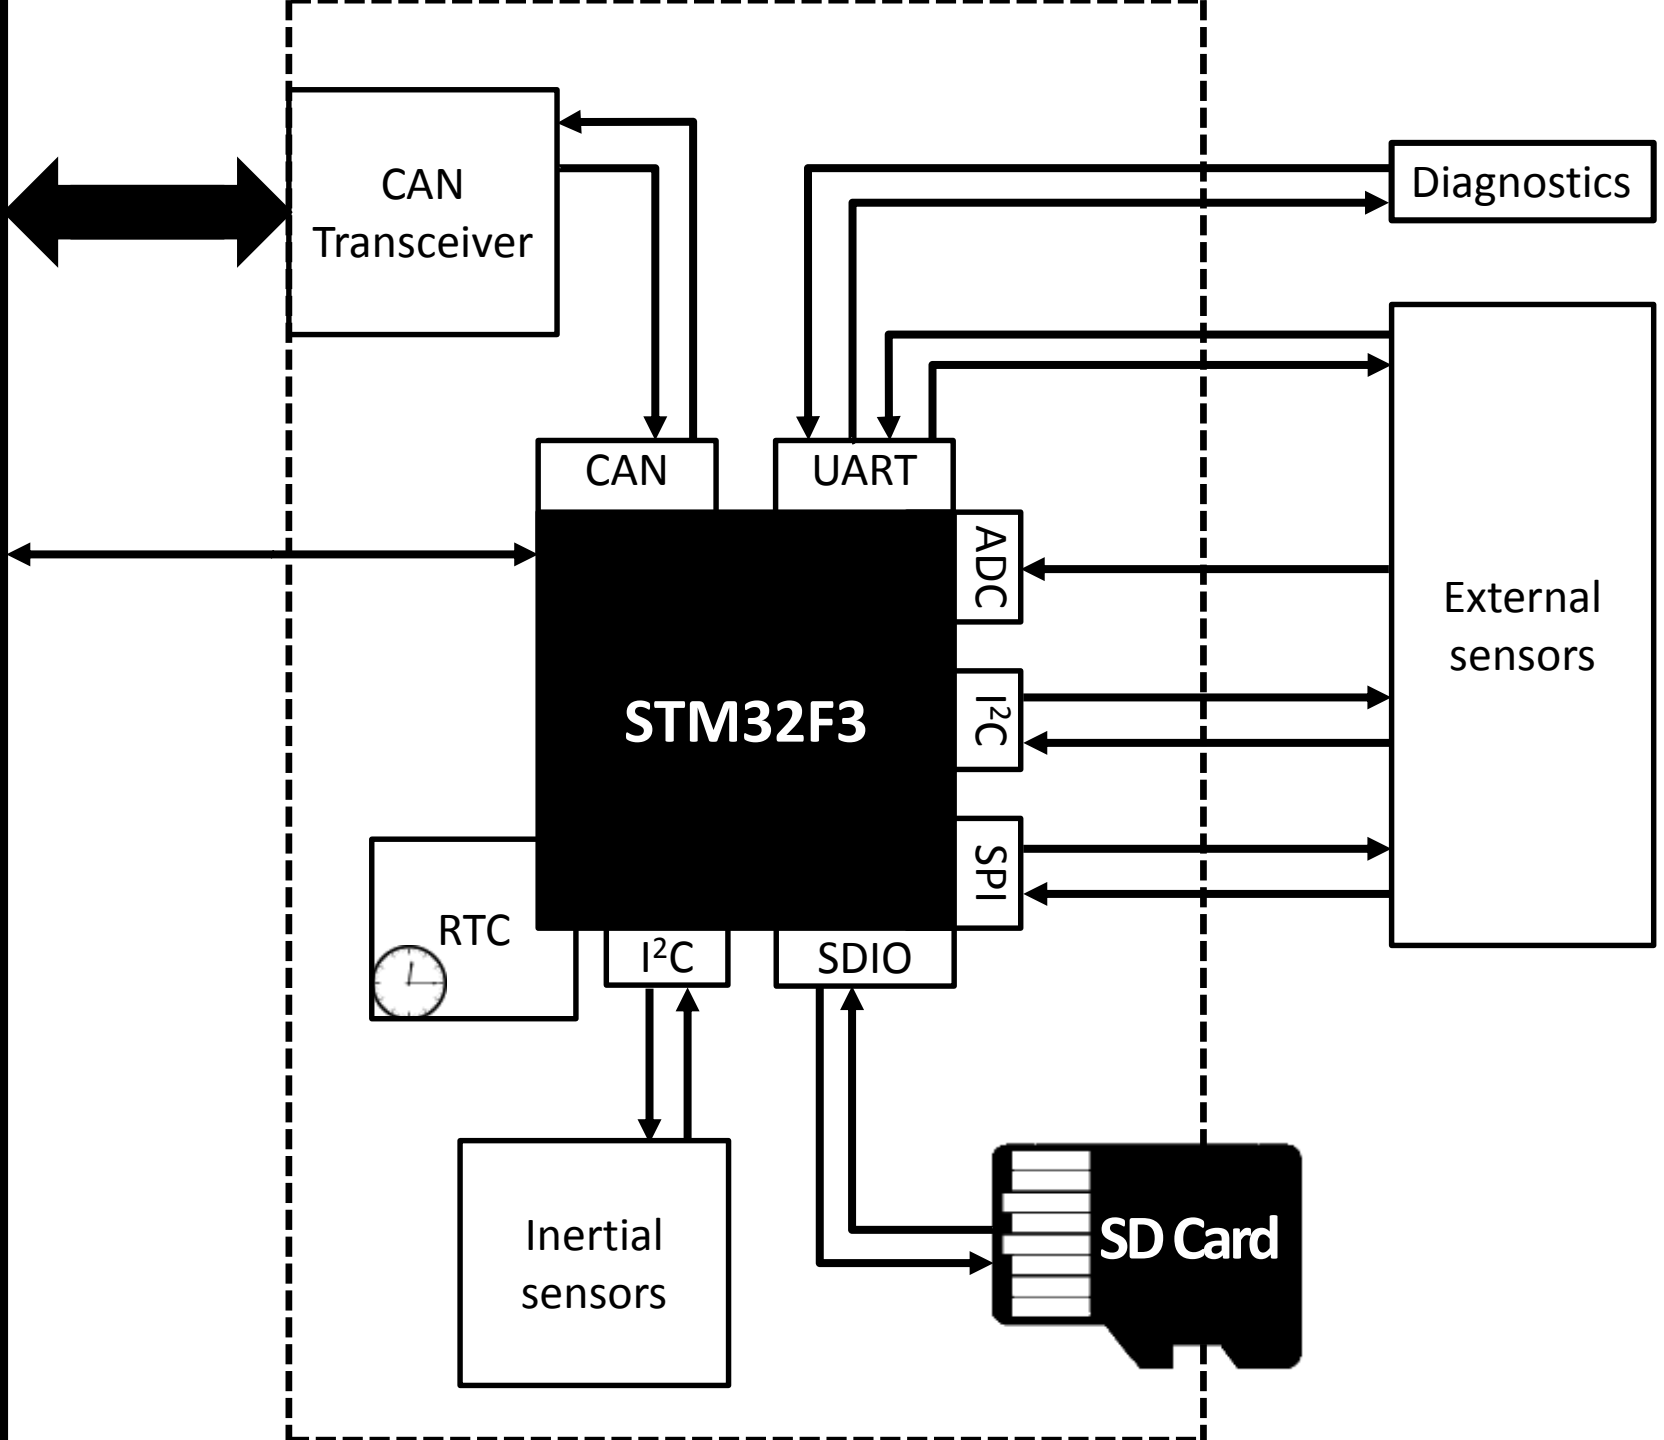 CAN
Transceiver
Diagnostics
CAN
UART
ADC
External
sensors
STM32F3
I²C
SPI
RTC
I²C
SDIO
Inertial
sensors
SD Card